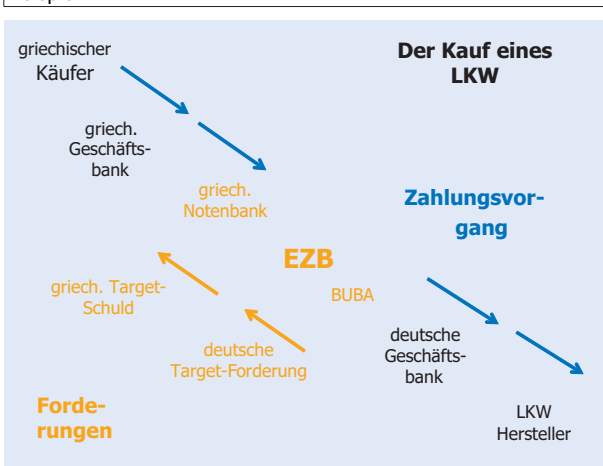 griechischer
Käufer
Der Kauf eines
LKW
griech.
Geschäfts-
bank
griech.
Notenbank
Zahlungsvor-
gang
EZB
BUBA
griech. Target-
Schuld
deutsche
Target-Forderung
deutsche
Geschäfts-
bank
Forde-
rungen
LKW
Hersteller